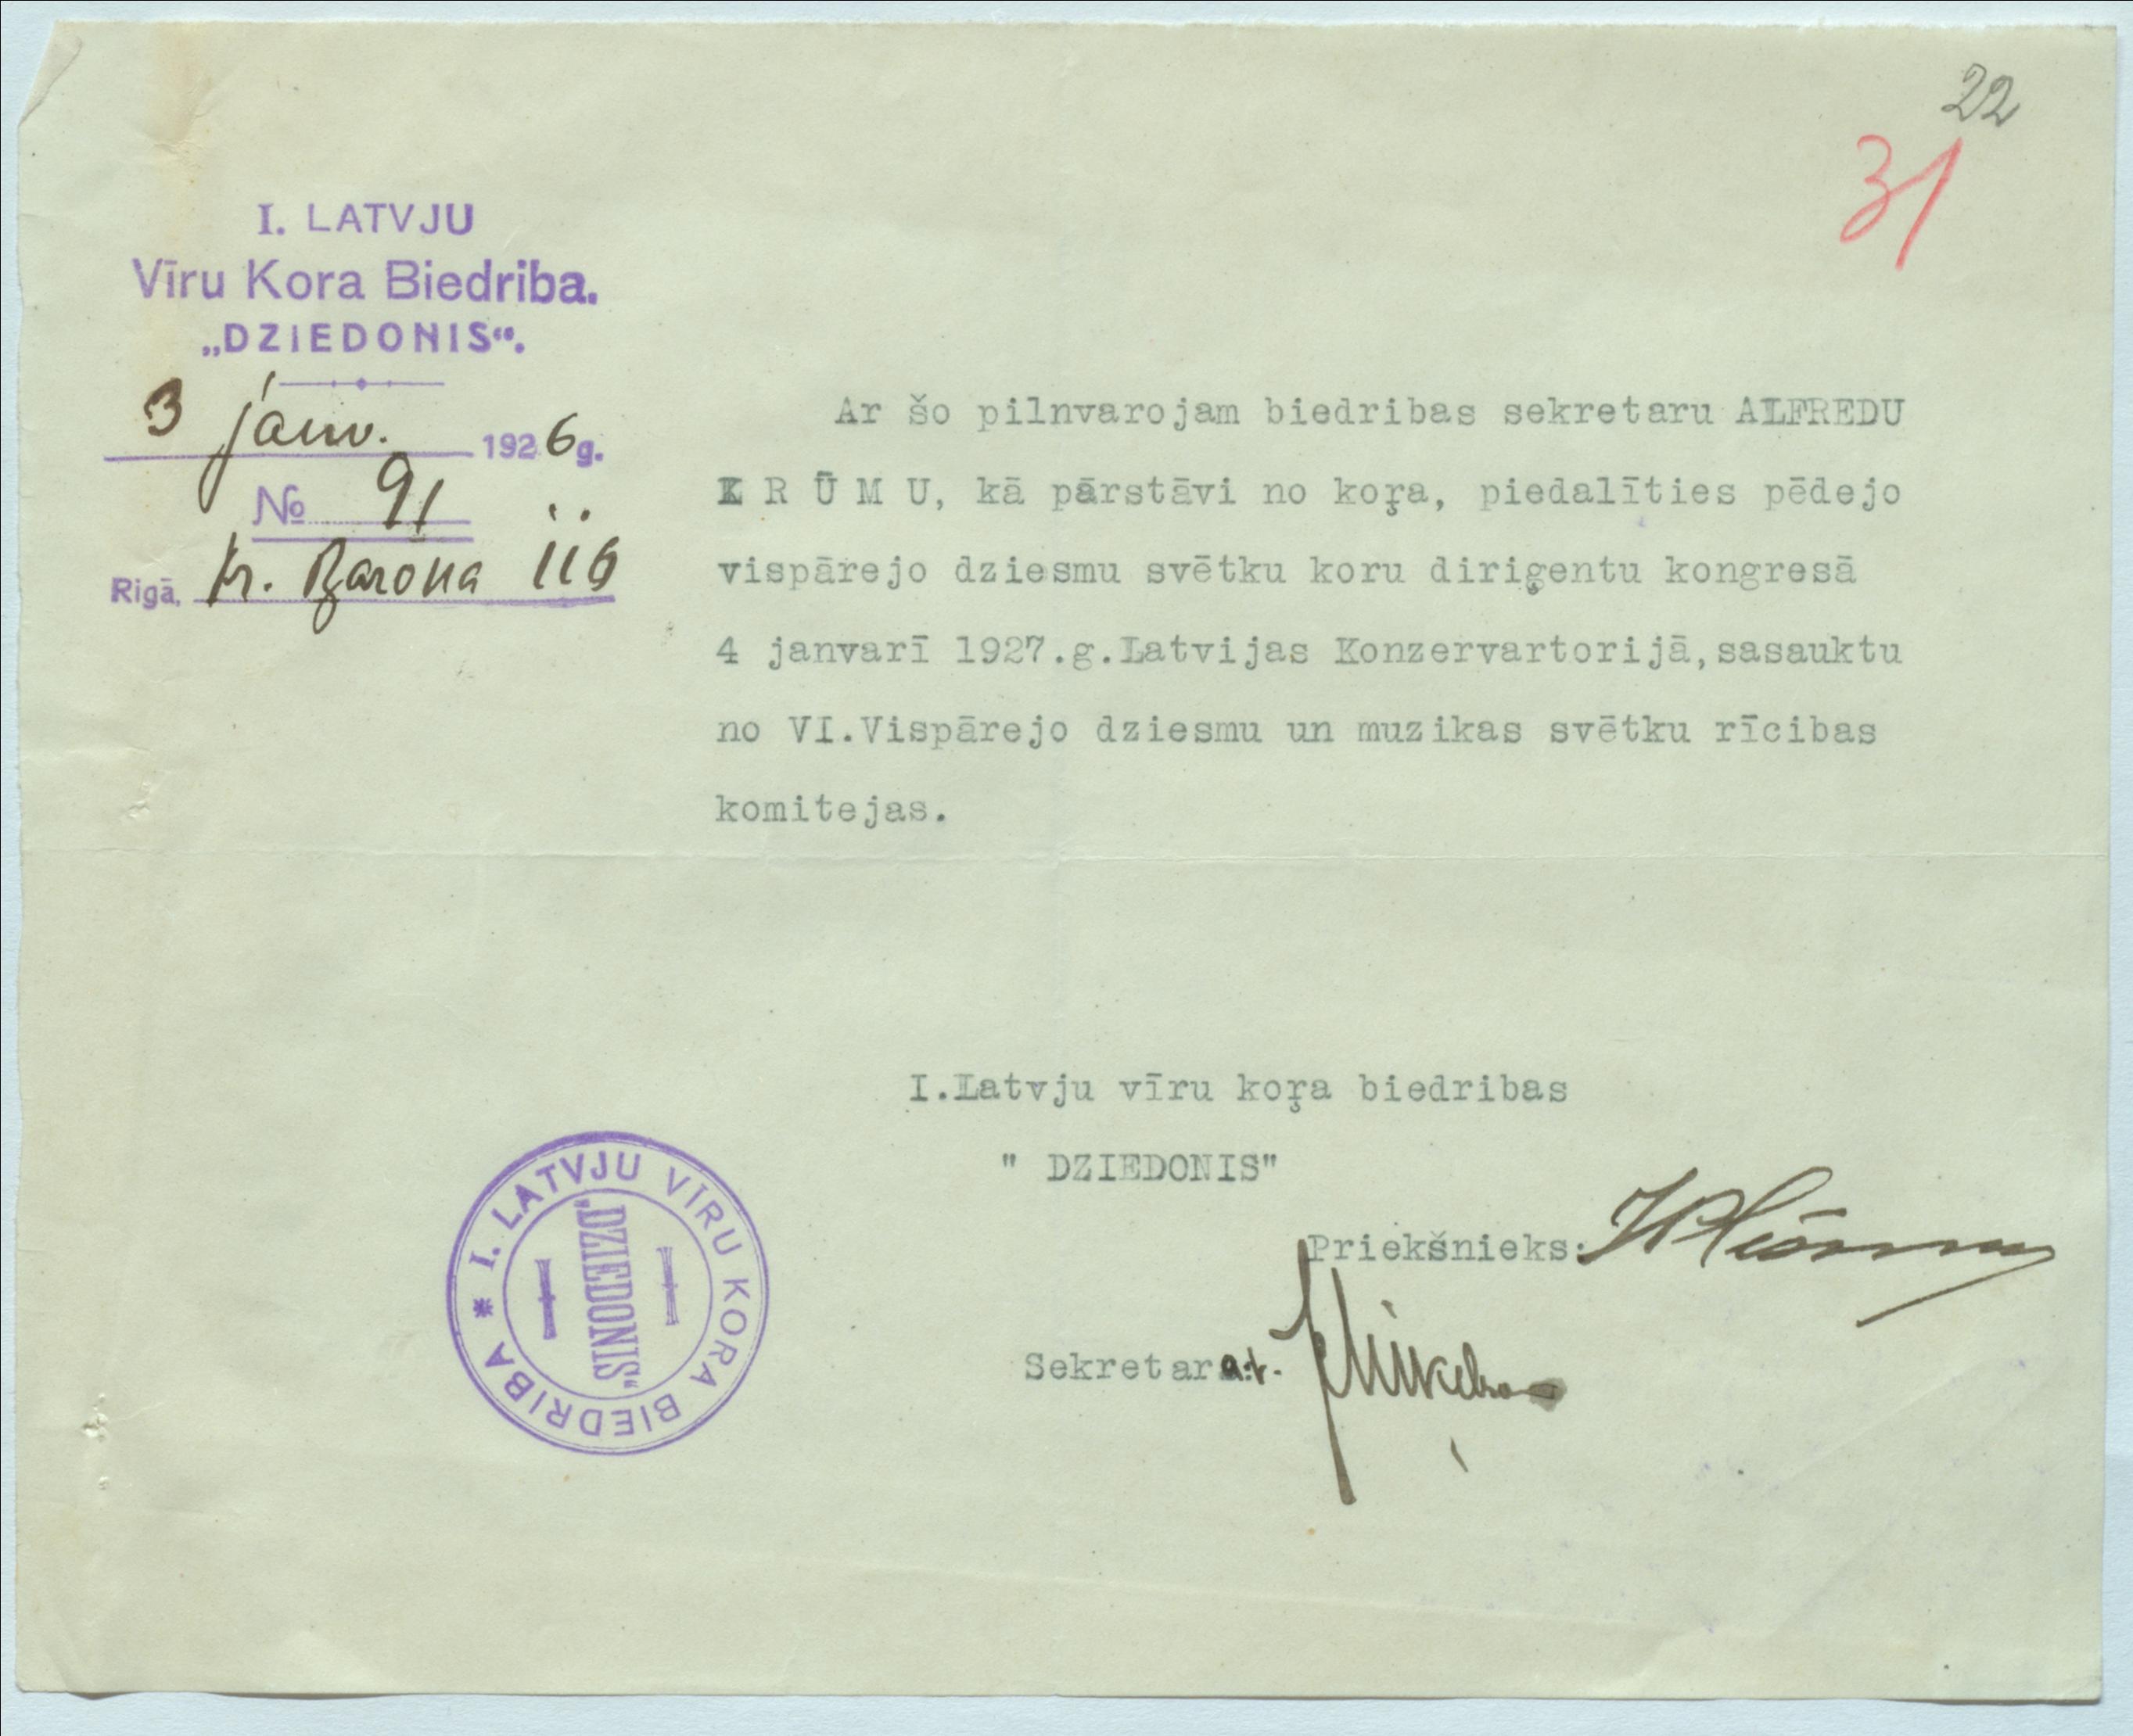 22
31
I. LATVJU
Vīru Kora Biedriba.
„DZIEDONIS“.
3 janv. 1926 g.
No 91
Rigā, Kr. Barona 116
Ar šo pilnvarojam biedribas sekretaru ALFREDU
K R Ū M U, kā pārstāvi no koŗa, piedalīties pēdejo
vispārejo dziesmu svētku koru diriģentu kongresā
4 janvarī 1927.g.Latvijas Konzervartorijā,sasauktu
no VI.Vispārejo dziesmu un muzikas svētku rīcibas
komitejas.
I.Latvju vīru koŗa biedribas
" DZIEDONIS"
Priekšnieks:
Sekretara:v.
* I. LATVJU VĪRU KORA BIEDRIBA
„DZIEDONIS“